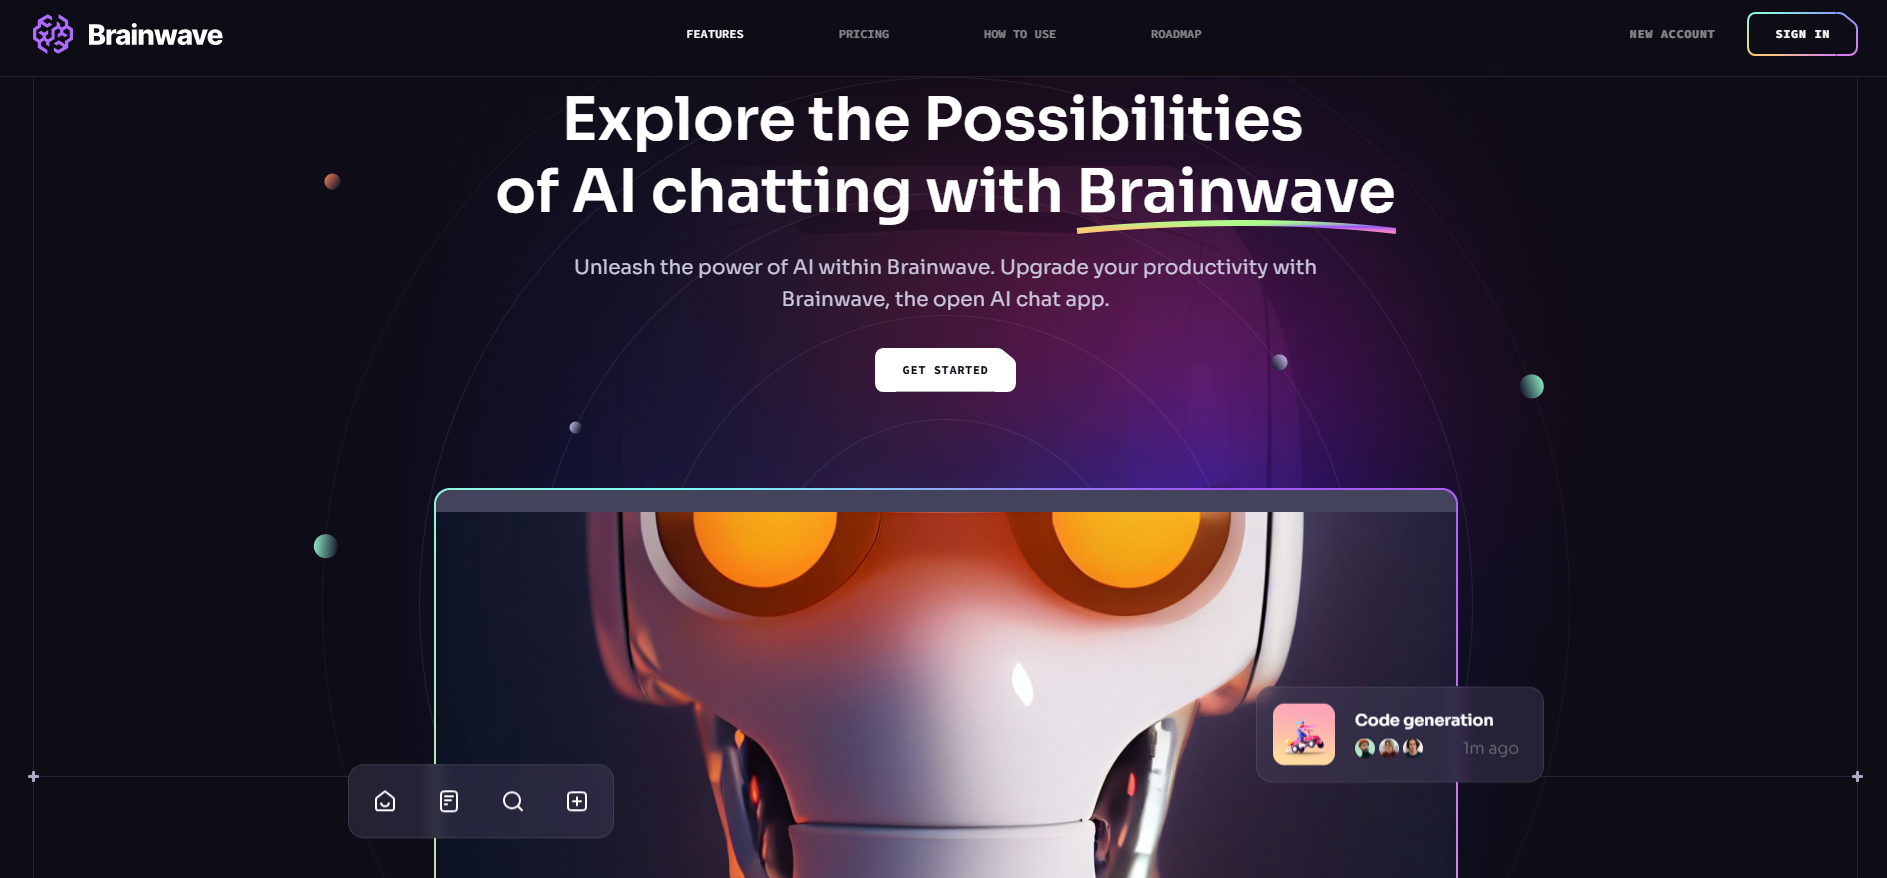 Brainwave
FEATURES
PRICING
HOW TO USE
ROADMAP
NEW ACCOUNT
SIGN IN
Explore the Possibilities
of AI chatting with Brainwave
Unleash the power of AI within Brainwave. Upgrade your productivity with
Brainwave, the open AI chat app.
GET STARTED
Code generation
1m ago